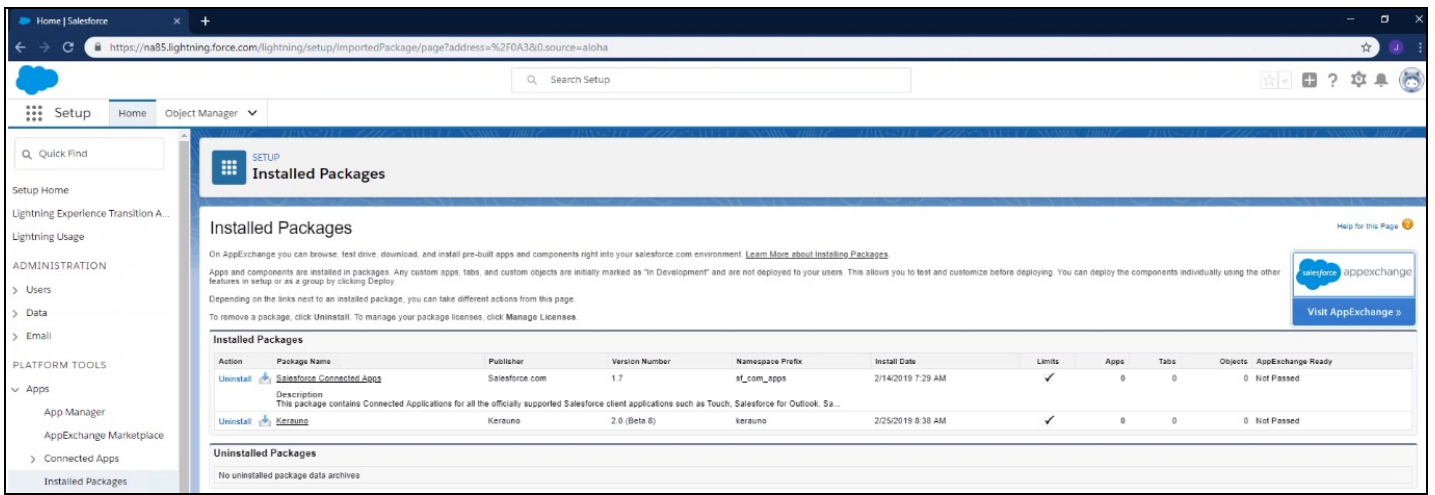 Home | Salesforce
https://na85.lightning.force.com/lightning/setup/ImportedPackage/page?address=%2F0A3&0.source=aloha
J
Search Setup
Setup Home Object Manager
Quick Find
Setup Home
Lightning Experience Transition A...
Lightning Usage
ADMINISTRATION
Users
Data
Email
PLATFORM TOOLS
Apps
App Manager
AppExchange Marketplace
Connected Apps
Installed Packages
SETUP
Installed Packages
Installed Packages
Help for this Page
On AppExchange you can browse, test drive, download, and install pre-built apps and components right into your salesforce.com environment. Learn More about Installing Packages.
Apps and components are installed in packages. Any custom apps, tabs, and custom objects are initially marked as "In Development" and are not deployed to your users. This allows you to test and customize before deploying. You can deploy the components individually using the other
features in setup or as a group by clicking Deploy.
Depending on the links next to an installed package, you can take different actions from this page.
To remove a package, click Uninstall. To manage your package licenses, click Manage Licenses.
salesforce appexchange
Visit AppExchange »
Installed Packages
Action Package Name Publisher Version Number Namespace Prefix Install Date Limits Apps Tabs Objects AppExchange Ready
Uninstall Salesforce Connected Apps Salesforce.com 1.7 sf_com_apps 2/14/2019 7:29 AM ✓ 0 0 0 Not Passed
Description
This package contains Connected Applications for all the officially supported Salesforce client applications such as Touch, Salesforce for Outlook, Sa...
Uninstall Kerauno Kerauno 2.0 (Beta 8) kerauno 2/25/2019 8:38 AM ✓ 0 0 0 Not Passed
Uninstalled Packages
No uninstalled package data archives